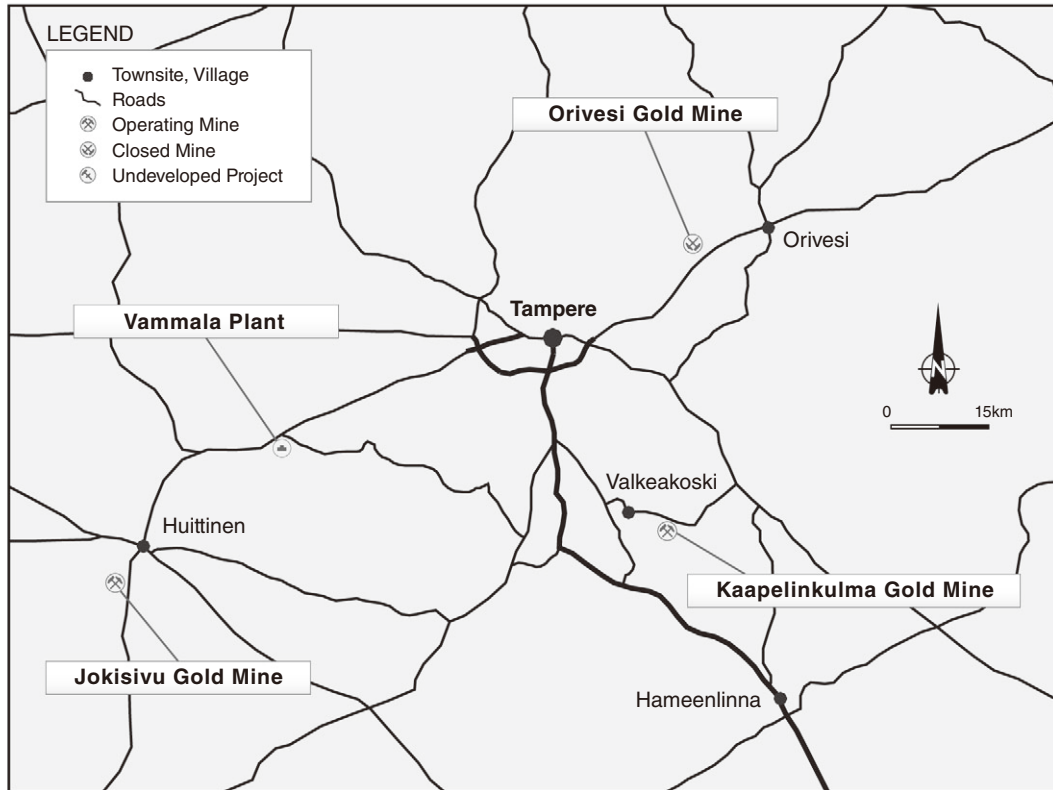 LEGEND
Townsite, Village
Roads
Operating Mine
Closed Mine
Undeveloped Project
Orivesi Gold Mine
Orivesi
Tampere
Vammala Plant
N
0 15km
Valkeakoski
Huittinen
Kaapelinkulma Gold Mine
Jokisivu Gold Mine
Hameenlinna